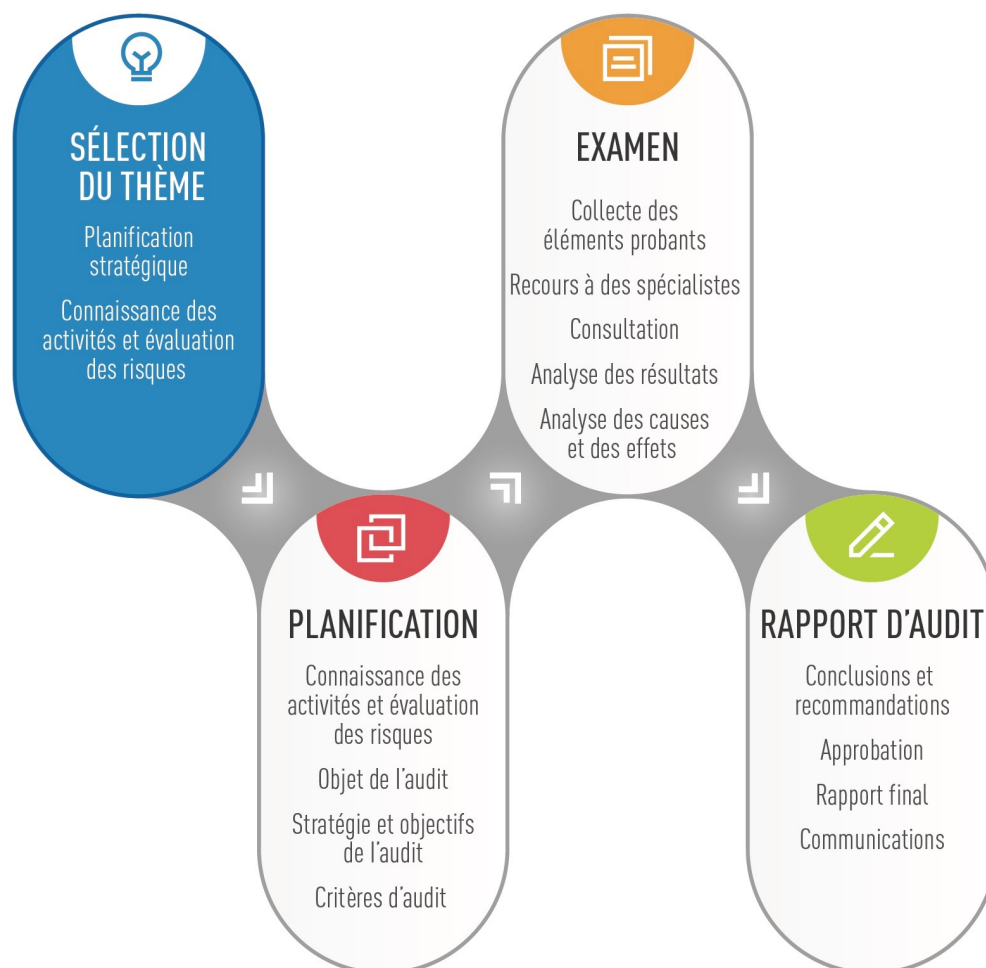 SÉLECTION
DU THÈME
Planification
stratégique
Connaissance des
activités et évaluation
des risques
PLANIFICATION
Connaissance des
activités et évaluation
des risques
Objet de l’audit
Stratégie et objectifs
de l’audit
Critères d’audit
EXAMEN
Collecte des
éléments probants
Recours à des spécialistes
Consultation
Analyse des résultats
Analyse des causes
et des effets
RAPPORT D’AUDIT
Conclusions et
recommandations
Approbation
Rapport final
Communications